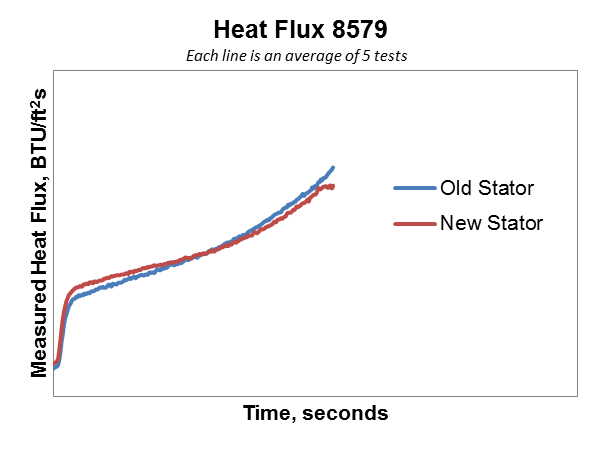 Heat Flux 8579
Each line is an average of 5 tests
Measured Heat Flux, BTU/ft²s
Old Stator
New Stator
Time, seconds